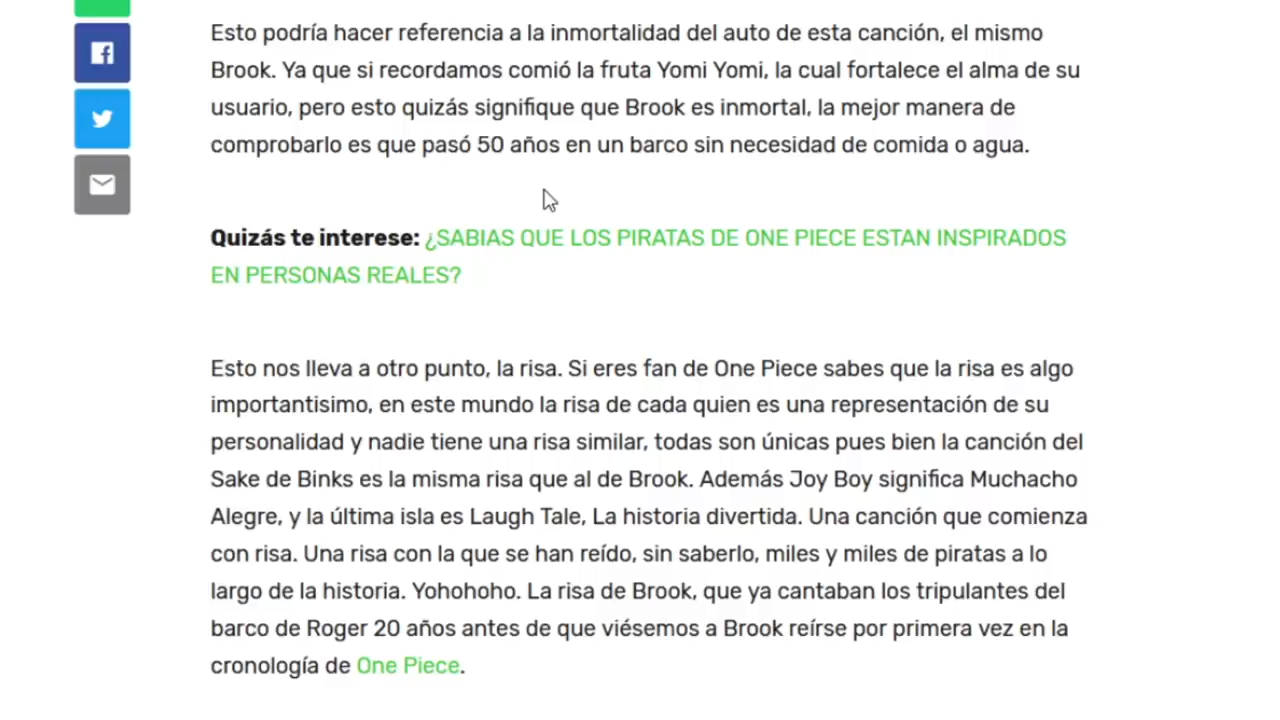 Esto podría hacer referencia a la inmortalidad del auto de esta canción, el mismo
Brook. Ya que si recordamos comió la fruta Yomi Yomi, la cual fortalece el alma de su
usuario, pero esto quizás signifique que Brook es inmortal, la mejor manera de
comprobarlo es que pasó 50 años en un barco sin necesidad de comida o agua.
Quizás te interese: ¿SABIAS QUE LOS PIRATAS DE ONE PIECE ESTAN INSPIRADOS
EN PERSONAS REALES?
Esto nos lleva a otro punto, la risa. Si eres fan de One Piece sabes que la risa es algo
importantisimo, en este mundo la risa de cada quien es una representación de su
personalidad y nadie tiene una risa similar, todas son únicas pues bien la canción del
Sake de Binks es la misma risa que al de Brook. Además Joy Boy significa Muchacho
Alegre, y la última isla es Laugh Tale, La historia divertida. Una canción que comienza
con risa. Una risa con la que se han reído, sin saberlo, miles y miles de piratas a lo
largo de la historia. Yohohoho. La risa de Brook, que ya cantaban los tripulantes del
barco de Roger 20 años antes de que viésemos a Brook reírse por primera vez en la
cronología de One Piece.